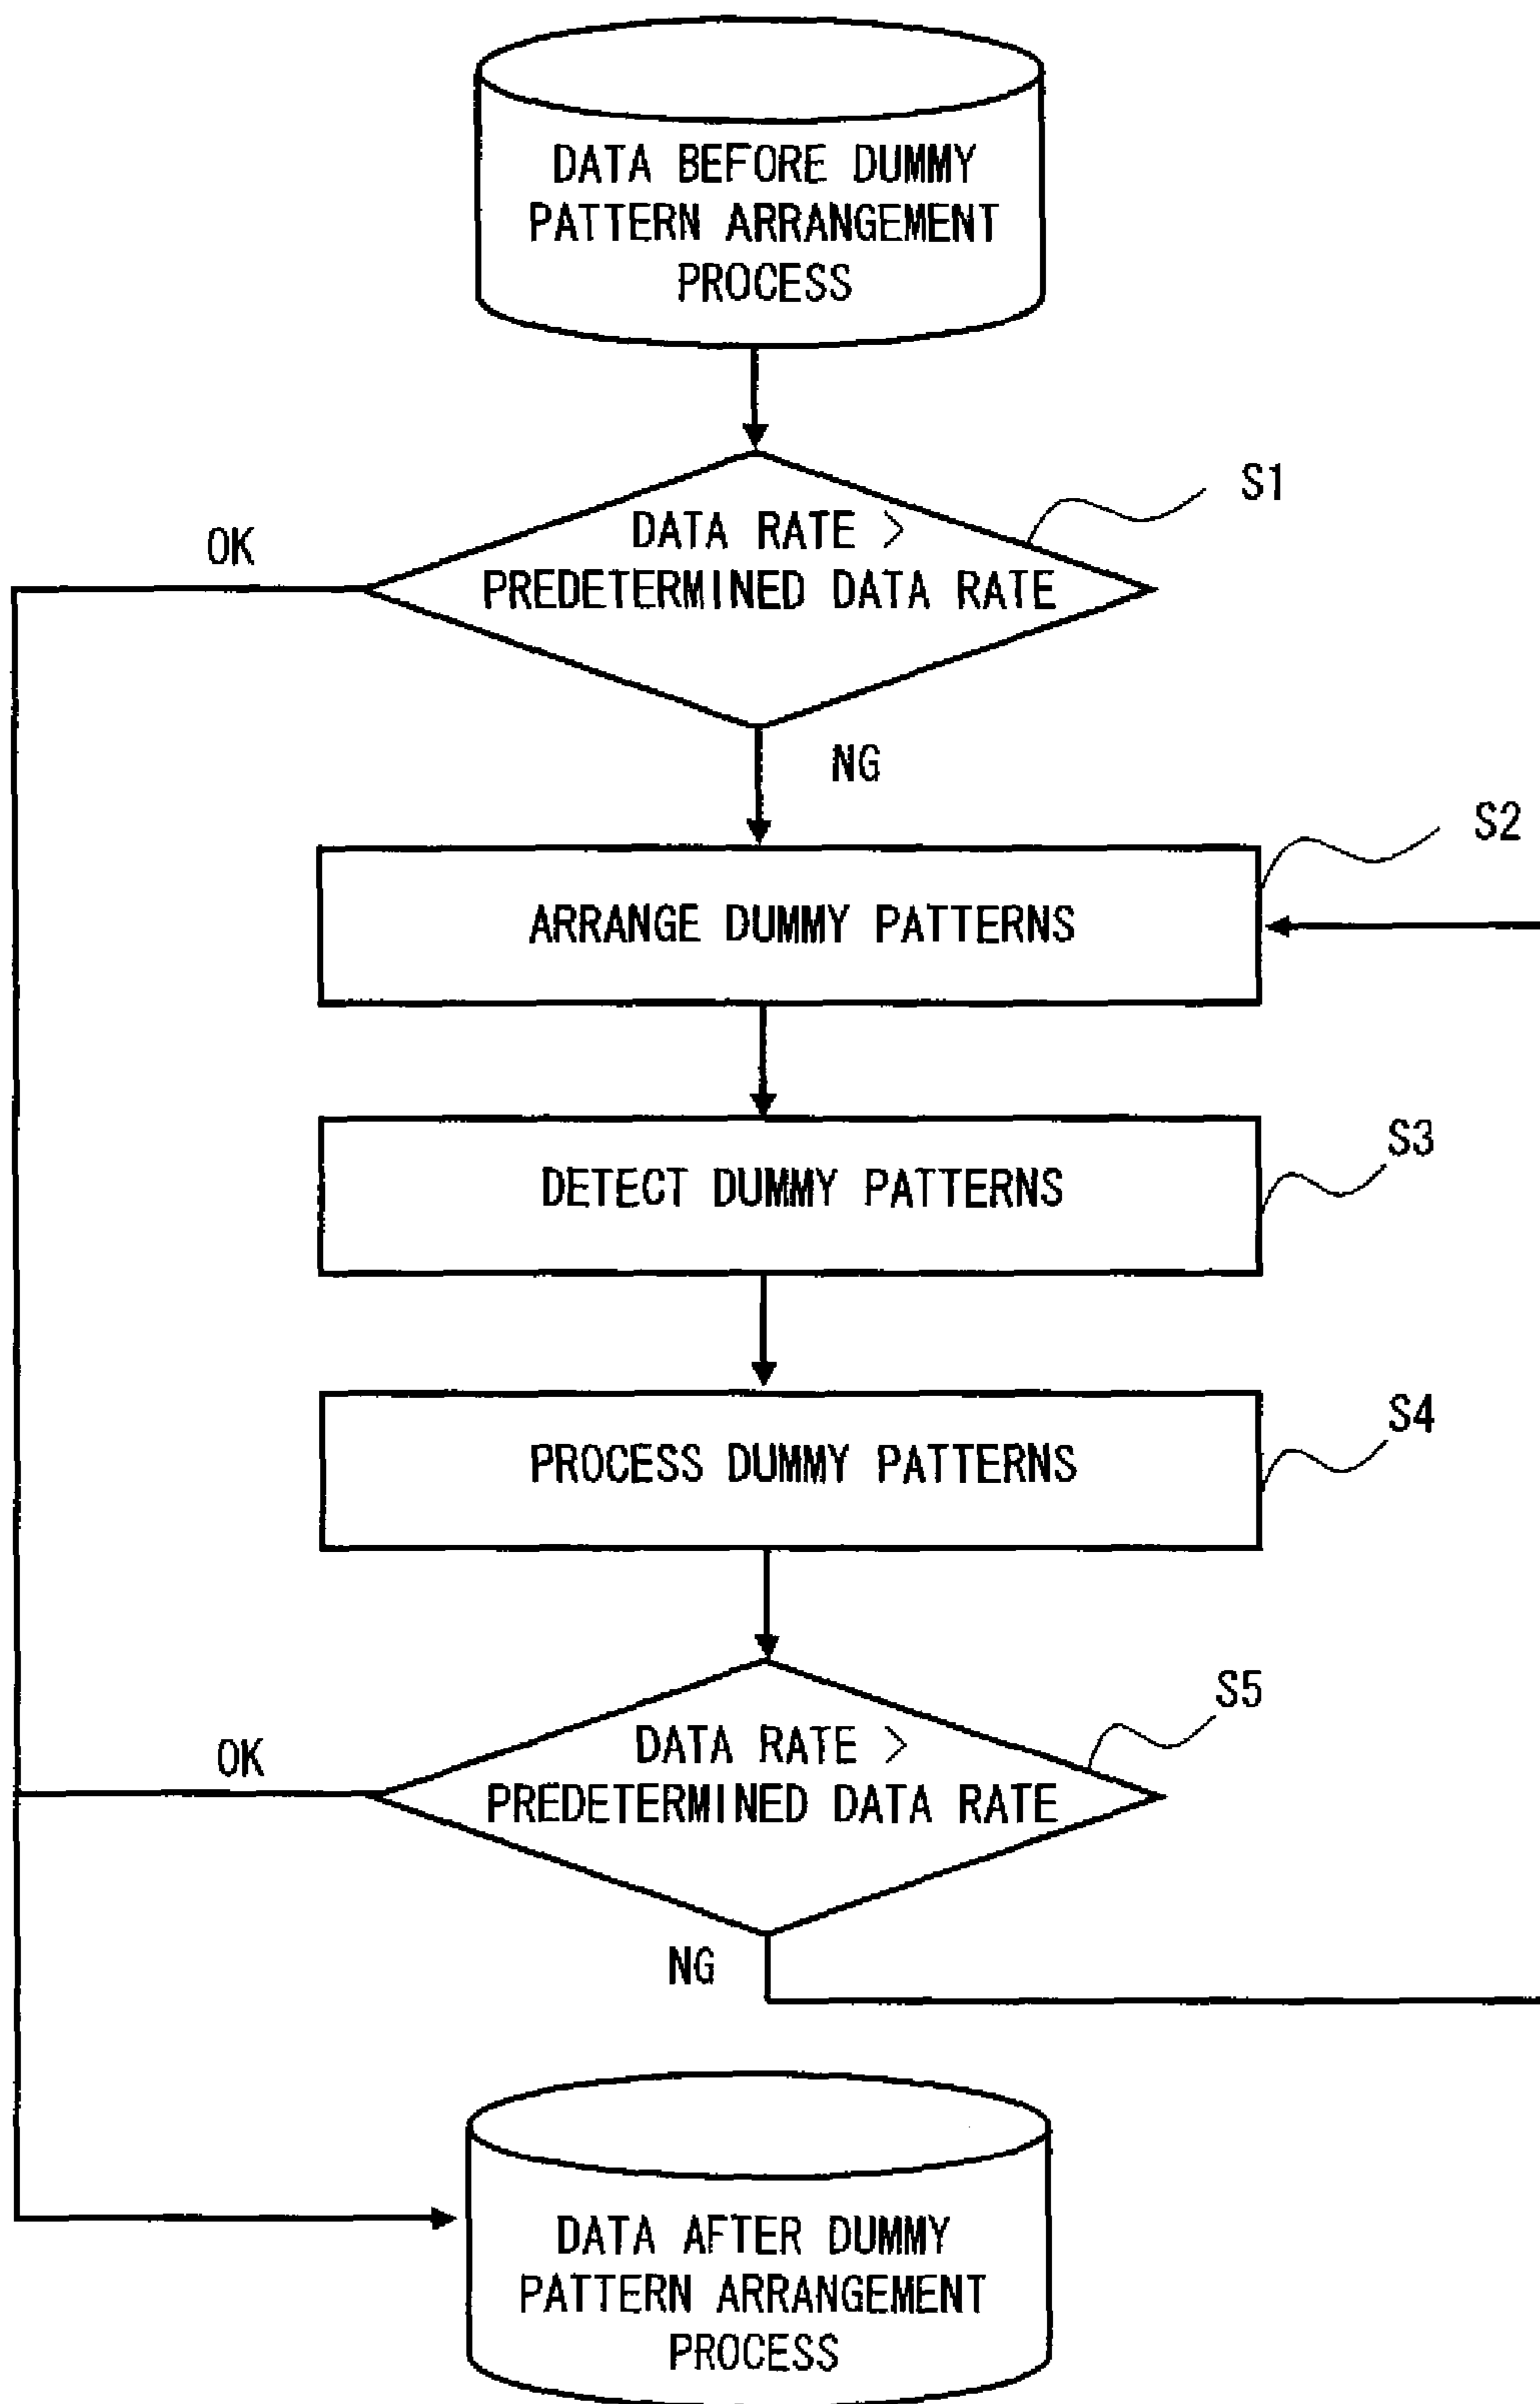 DATA BEFORE DUMMY
PATTERN ARRANGEMENT
PROCESS
S1
OK
DATA RATE >
PREDETERMINED DATA RATE
NG
S2
ARRANGE DUMMY PATTERNS
S3
DETECT DUMMY PATTERNS
S4
PROCESS DUMMY PATTERNS
S5
OK
DATA RATE >
PREDETERMINED DATA RATE
NG
DATA AFTER DUMMY
PATTERN ARRANGEMENT
PROCESS